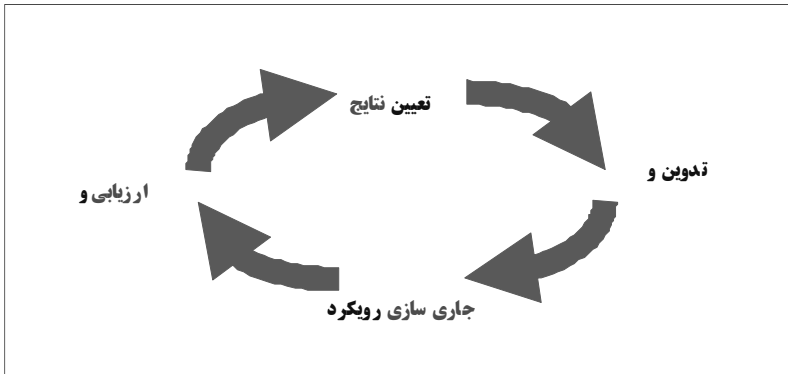 تعیین نتایج
تدوین و
ارزیابی و
جاری سازی رویکرد